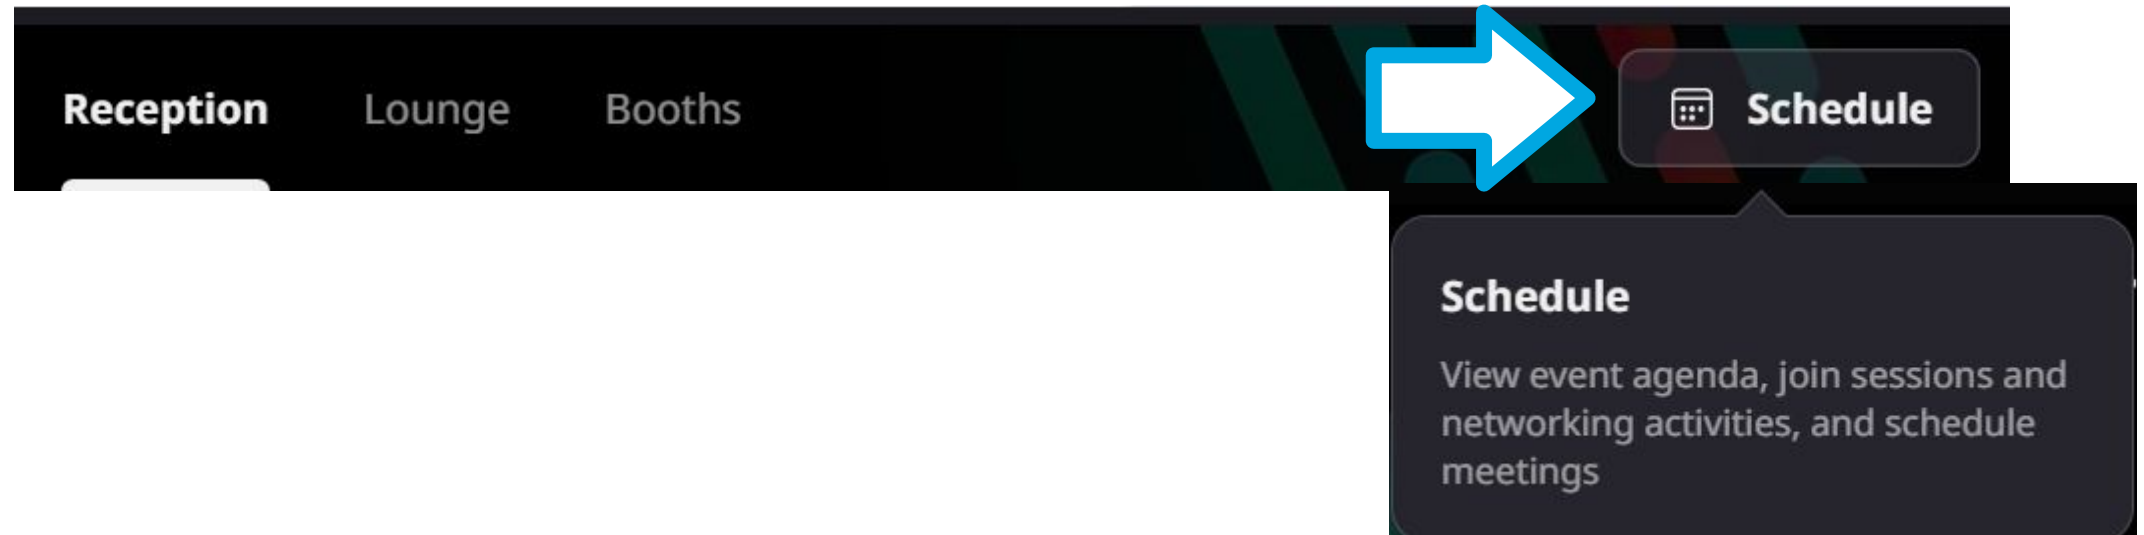 Reception Lounge Booths Schedule
Schedule
View event agenda, join sessions and
networking activities, and schedule
meetings